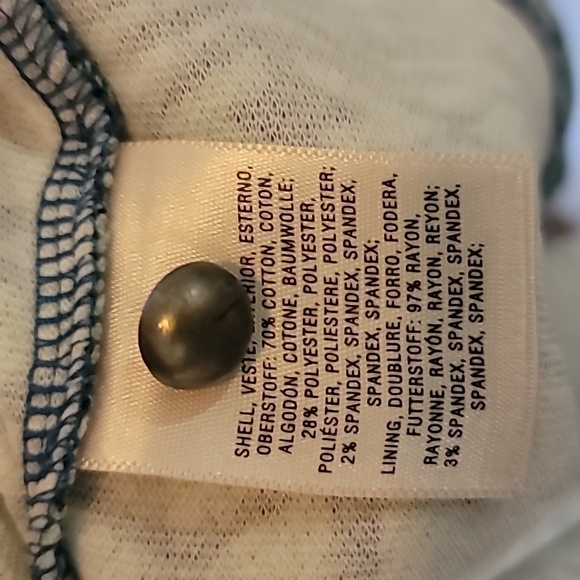 SHELL, ESTERNO,
OBERSTOFF: 70% COTTON, COTON,
ALGODÓN, COTONE, BAUMWOLLE;
28% POLYESTER, POLYESTER,
POLIÉSTER, POLIESTERE, POLYESTER;
2% SPANDEX, SPANDEX, SPANDEX,
SPANDEX, SPANDEX;
LINING, DOUBLURE, FORRO, FODERA,
FUTTERSTOFF: 97% RAYON,
RAYONNE, RAYÓN, RAYON, REYON;
3% SPANDEX, SPANDEX, SPANDEX,
SPANDEX, SPANDEX;